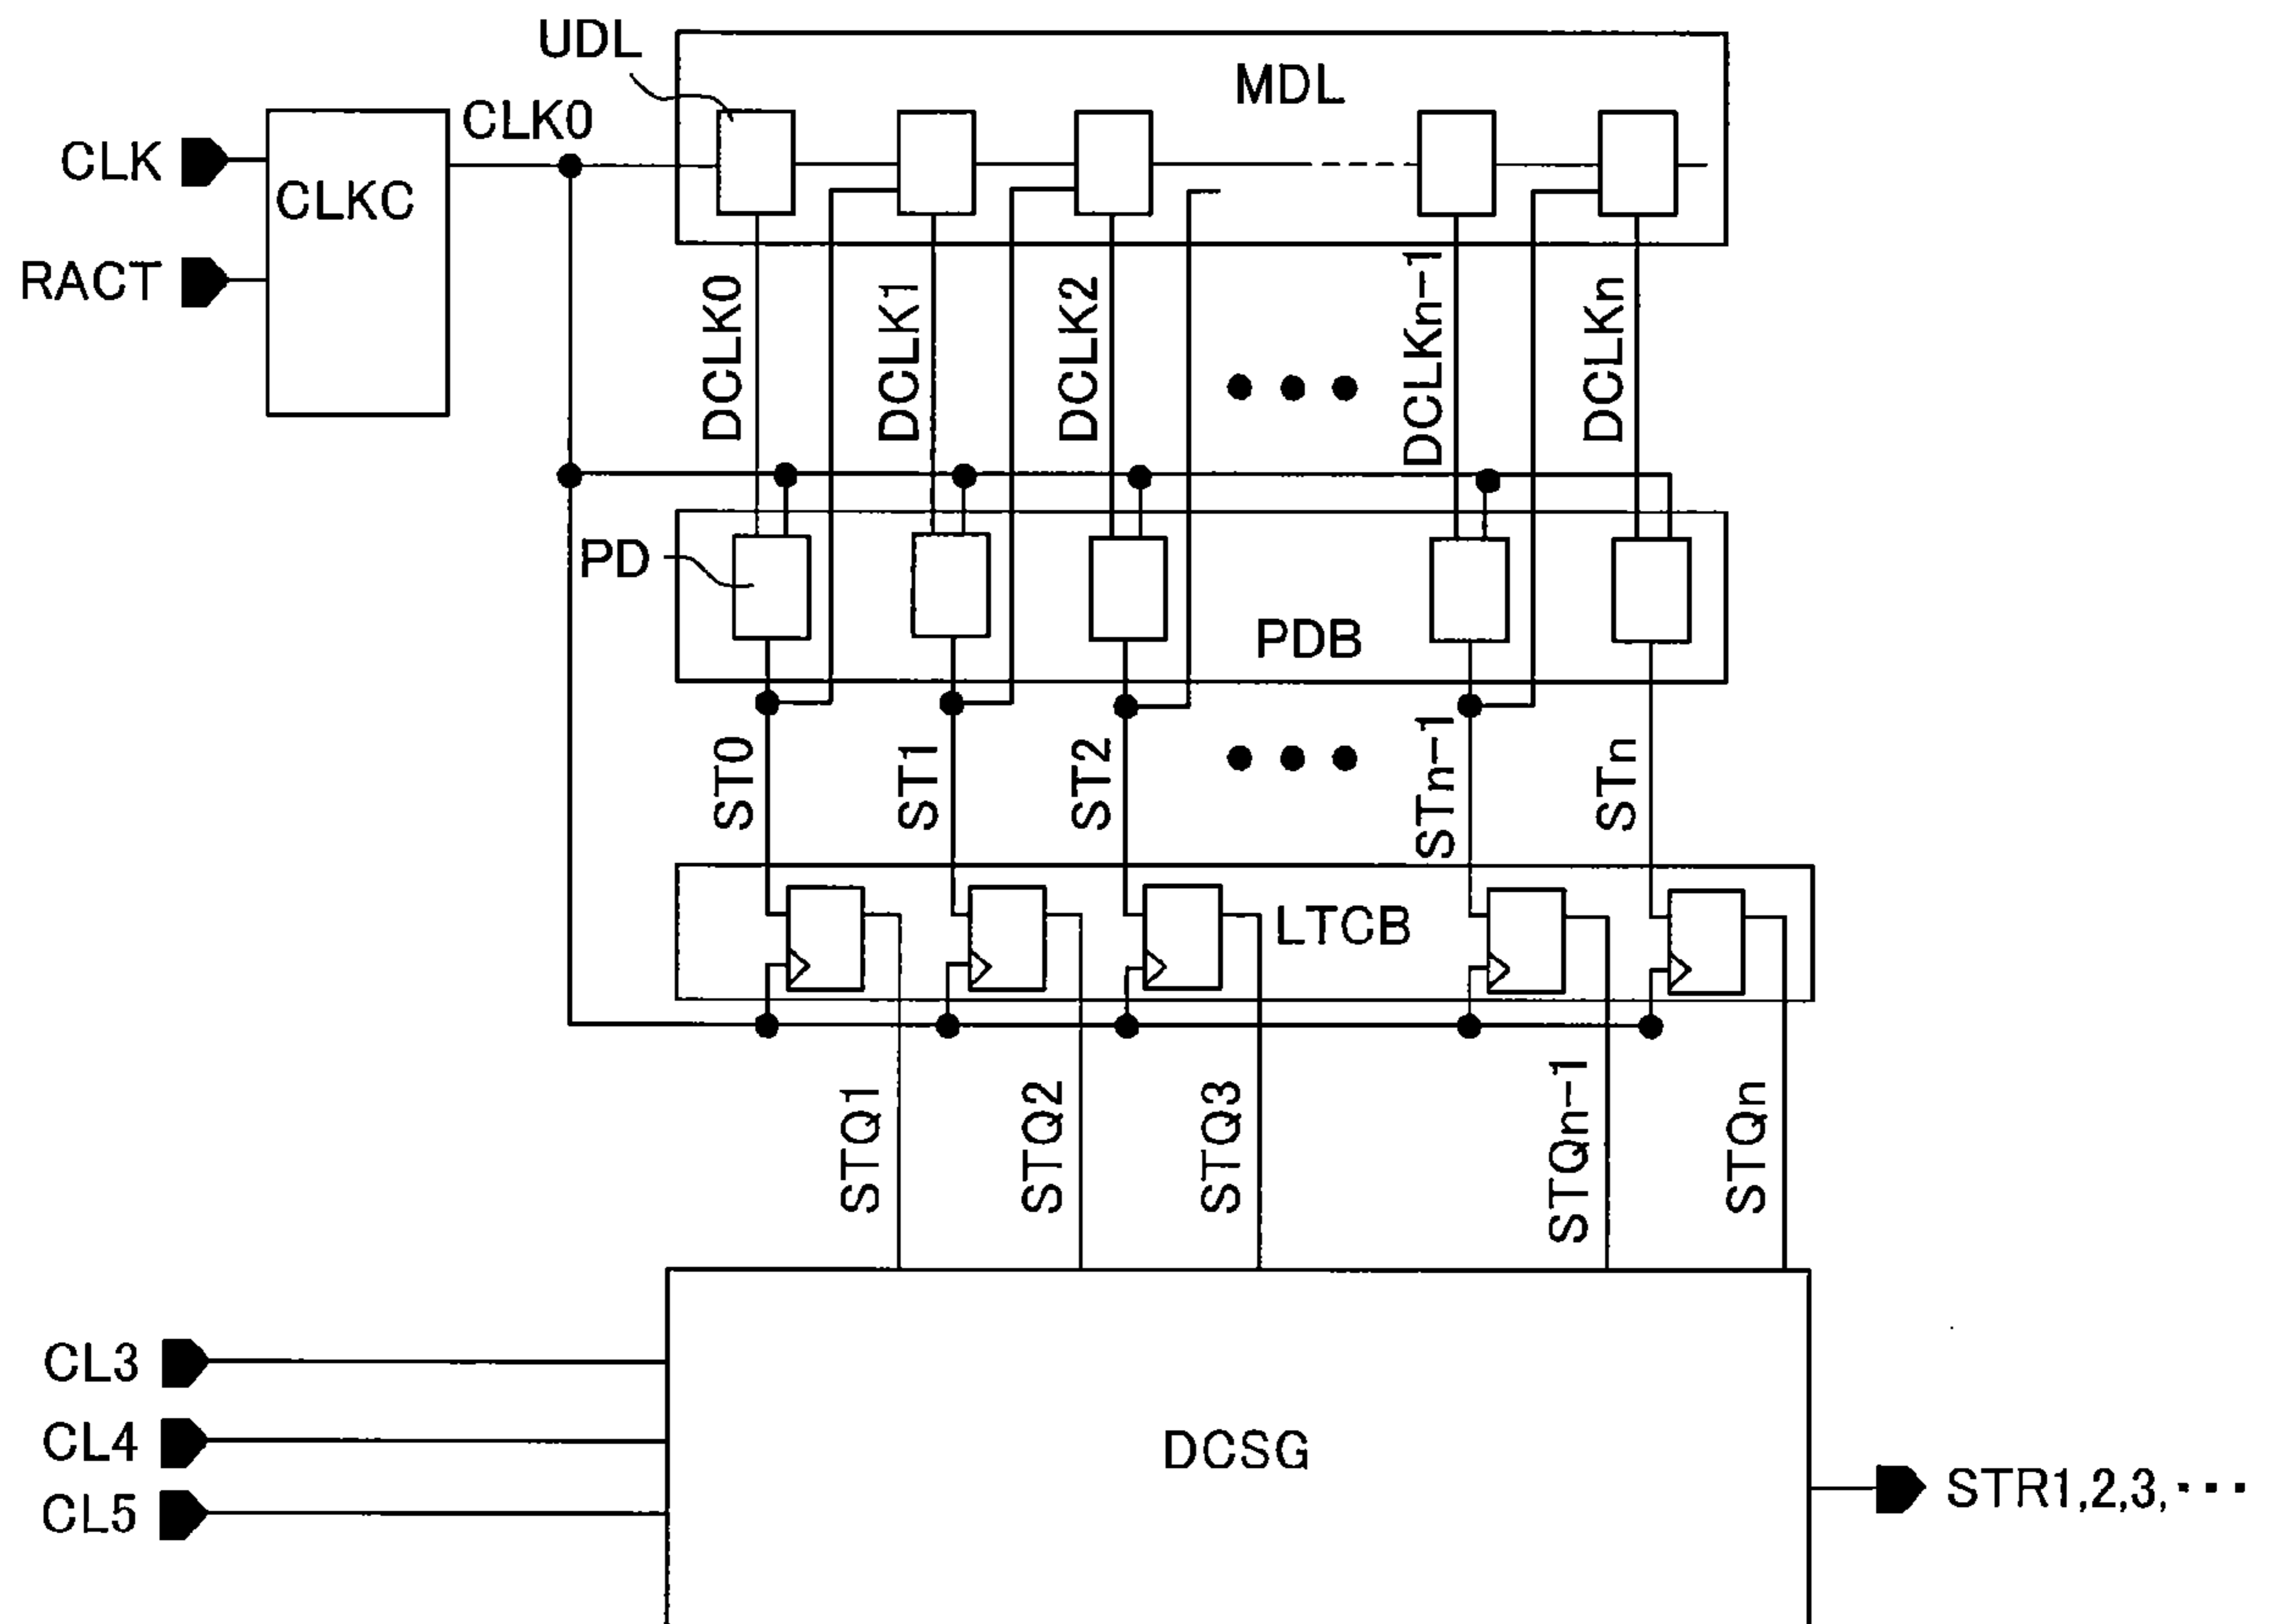 UDL
MDL
CLK0
CLK
CLKC
RACT
DCLK0
DCLK1
DCLK2
DCLKn-1
DCLKn
PD
PDB
ST0
ST1
ST2
STn-1
STn
LTCB
STQ1
STQ2
STQ3
STQn-1
STQn
CL3
CL4
CL5
DCSG
STR1,2,3,･･･